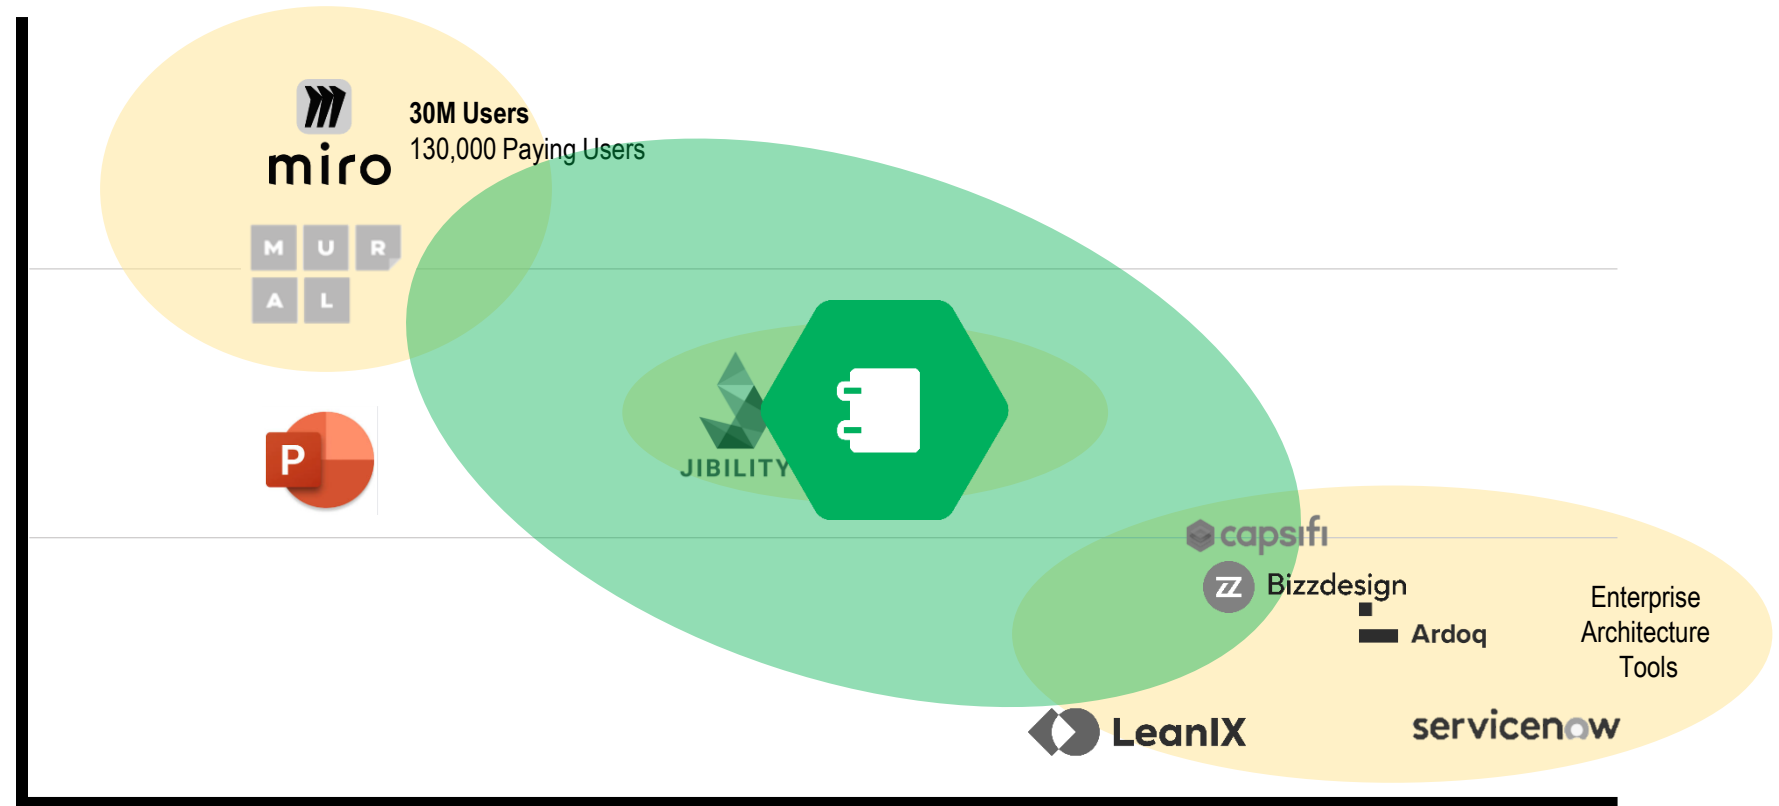 30M Users
130,000 Paying Users
miro
M U R
A L
P
JIBILITY
capsifi
Bizzdesign
Ardoq
Enterprise
Architecture
Tools
LeanIX
servicenow